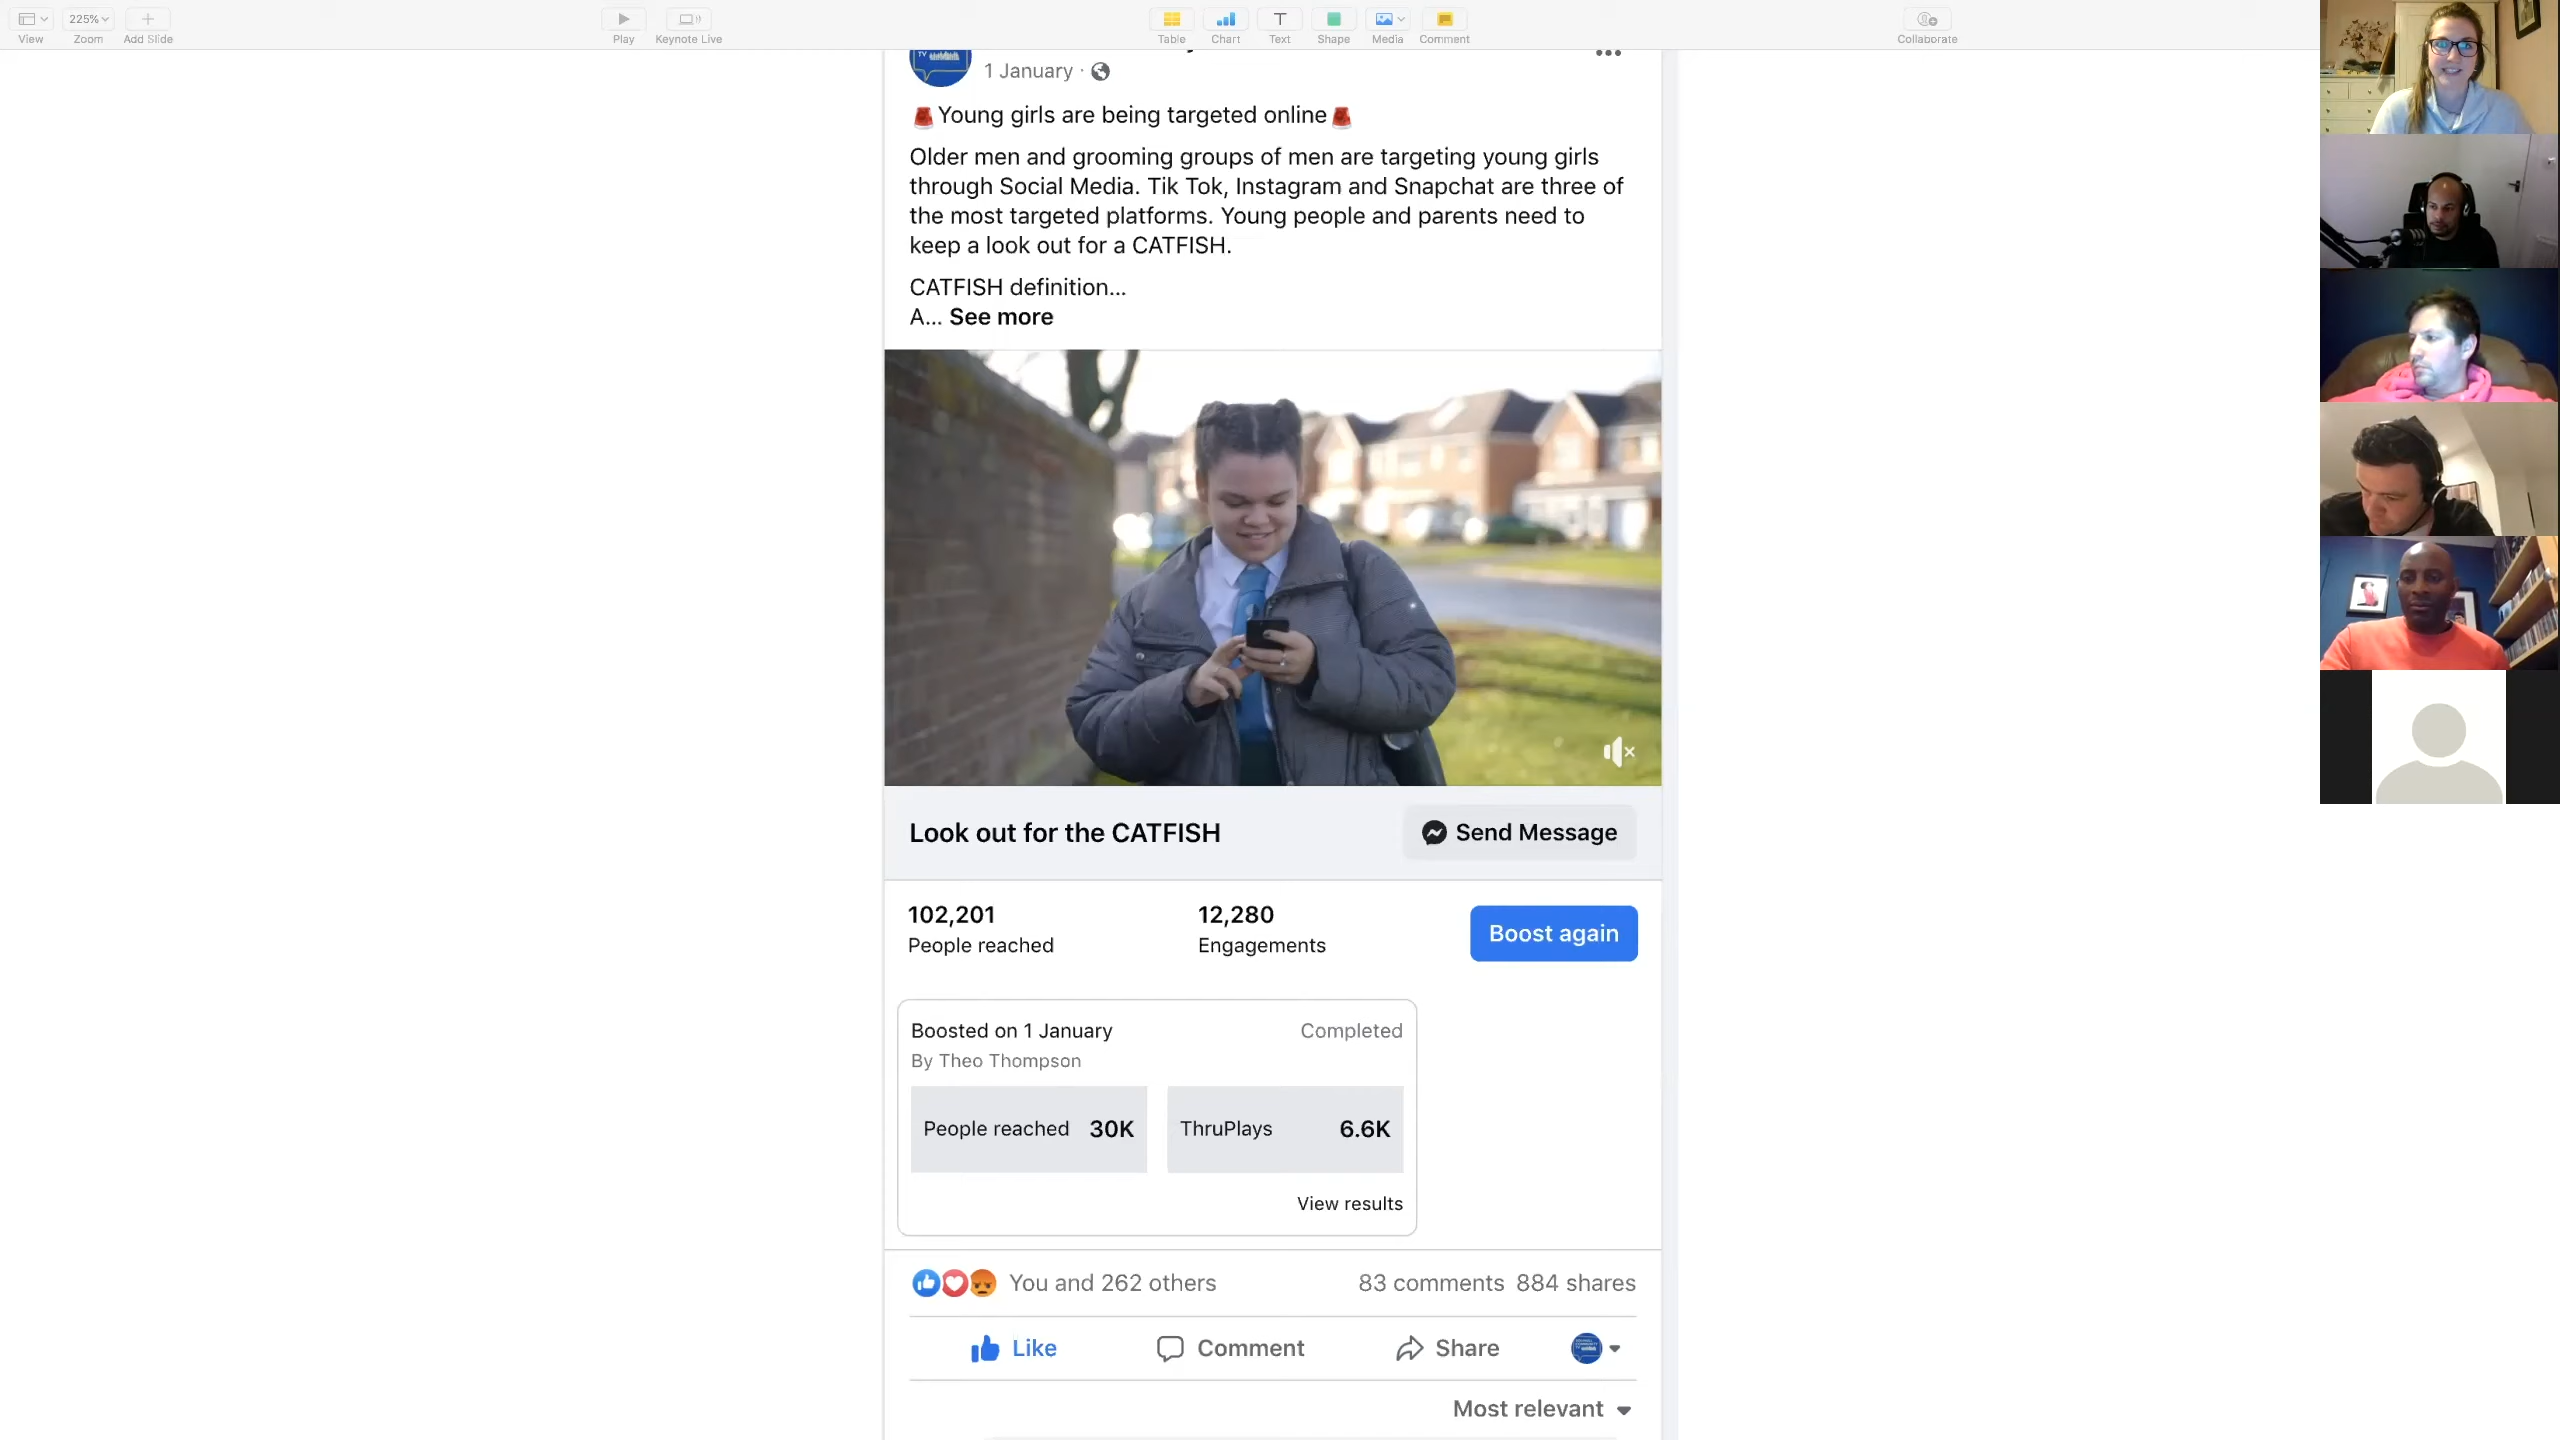 225%
View
Zoom
Add Slide
Play
Keynote Live
Table
Chart
Text
Shape
Media
Comment
Collaborate
TV
1 January ·
Young girls are being targeted online
Older men and grooming groups of men are targeting young girls
through Social Media. Tik Tok, Instagram and Snapchat are three of
the most targeted platforms. Young people and parents need to
keep a look out for a CATFISH.
CATFISH definition...
A... See more
Look out for the CATFISH
Send Message
102,201
People reached
12,280
Engagements
Boost again
Boosted on 1 January
Completed
By Theo Thompson
People reached 30K
ThruPlays 6.6K
View results
You and 262 others
83 comments 884 shares
Like
Comment
Share
Most relevant